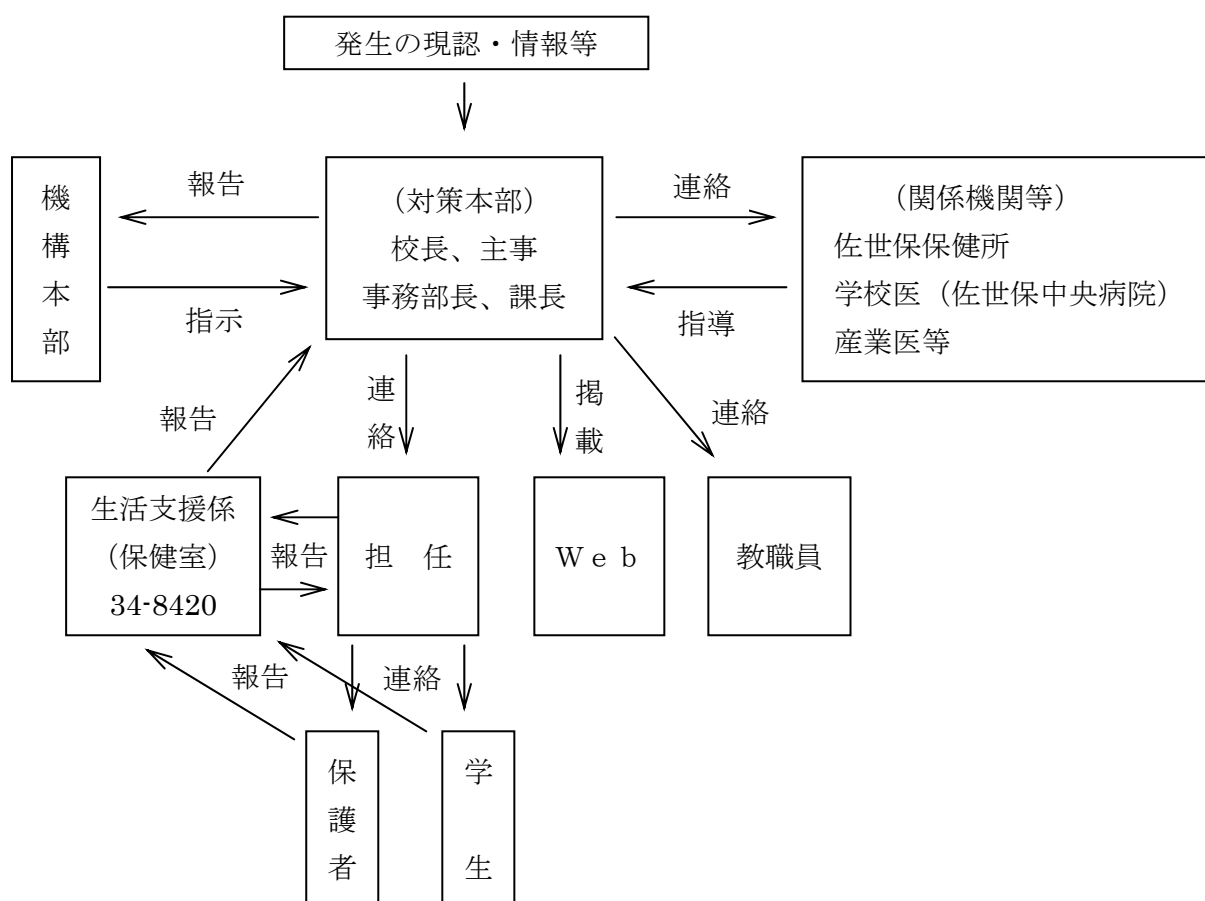 発生の現認・情報等
機構本部
報告
指示
（対策本部）
校長、主事
事務部長、課長
連絡
指導
（関係機関等）
佐世保保健所
学校医（佐世保中央病院）
産業医等
報告
連絡
掲載
連絡
生活支援係
（保健室）
34-8420
報告
担　任
Ｗｅｂ
教職員
報告
連絡
保護者
学生